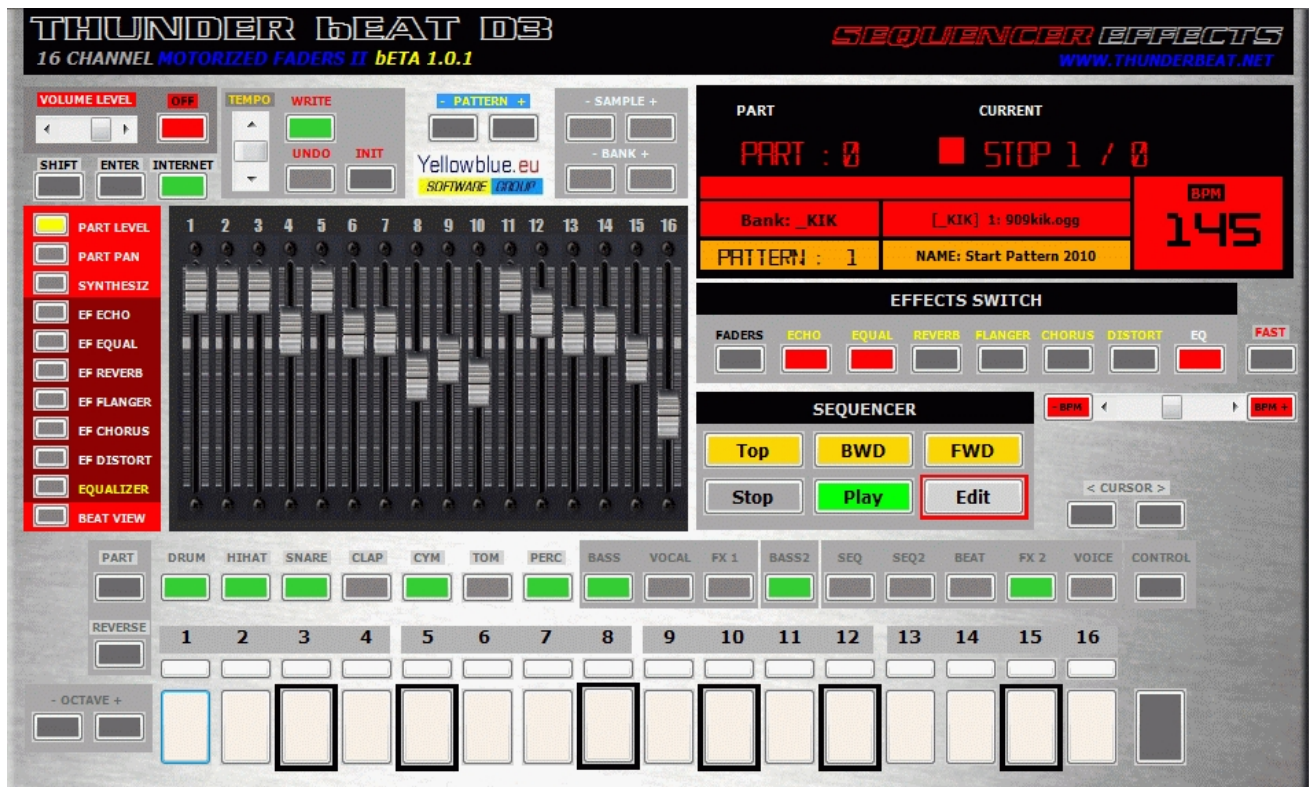 THUNDER bEAT D3
SEQUENCER EFFECTS
16 CHANNEL MOTORIZED FADERS II bETA 1.0.1
WWW.THUNDERBEAT.NET
VOLUME LEVEL OFF TEMPO WRITE - PATTERN + - SAMPLE +
PART CURRENT
PART : 0 STOP 1 / 0
UNDO INIT - BANK +
SHIFT ENTER INTERNET
Yellowblue.eu
SOFTWARE GROUP
BPM
145
Bank: _KIK [_KIK] 1: 909kik.ogg
PATTERN : 1 NAME: Start Pattern 2010
1 2 3 4 5 6 7 8 9 10 11 12 13 14 15 16
PART LEVEL
PART PAN
SYNTHESIZ
EF ECHO
EF EQUAL
EF REVERB
EF FLANGER
EF CHORUS
EF DISTORT
EQUALIZER
BEAT VIEW
EFFECTS SWITCH
FADERS ECHO EQUAL REVERB FLANGER CHORUS DISTORT EQ FAST
SEQUENCER
-BPM BPM +
Top BWD FWD
Stop Play Edit
< CURSOR >
PART DRUM HIHAT SNARE CLAP CYM TOM PERC BASS VOCAL FX 1 BASS2 SEQ SEQ2 BEAT FX 2 VOICE CONTROL
REVERSE
1 2 3 4 5 6 7 8 9 10 11 12 13 14 15 16
- OCTAVE +